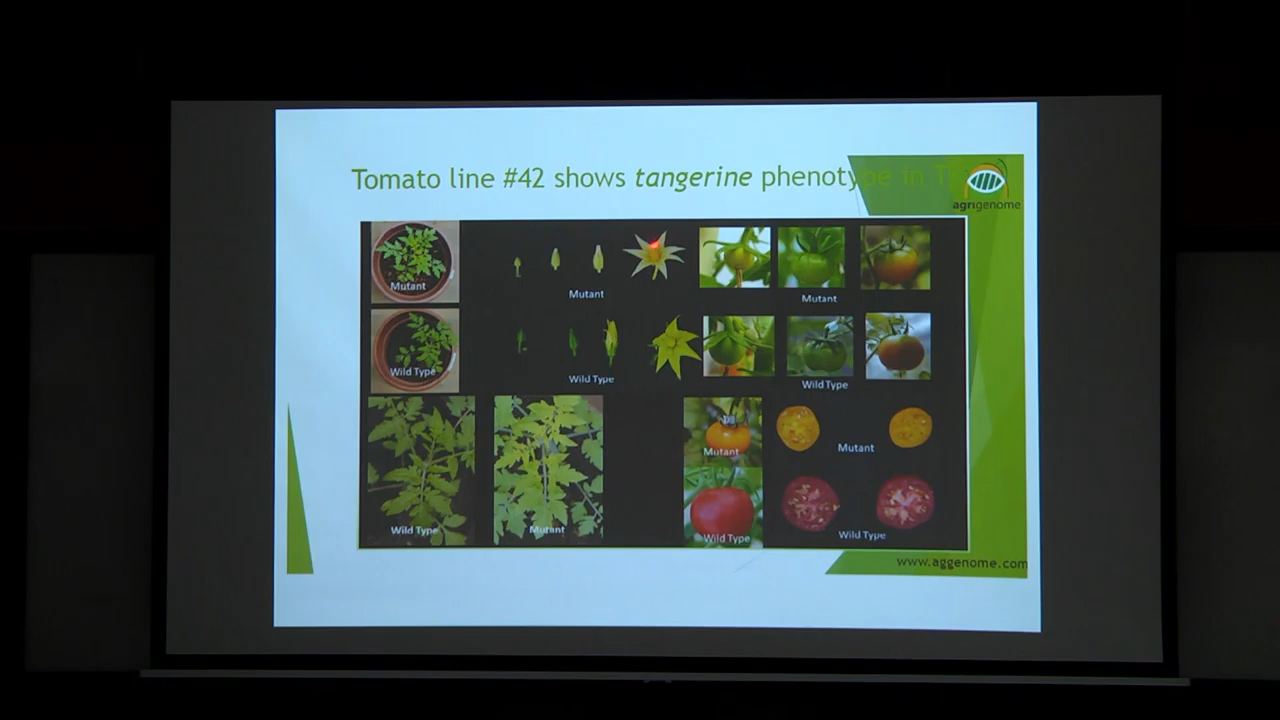 Tomato line #42 shows tangerine phenotype in
agrigenome
Mutant
Mutant
Mutant
Wild Type
Wild Type
Wild Type
Mutant
Mutant
Wild Type
Mutant
Wild Type
Wild Type
www.aggenome.com